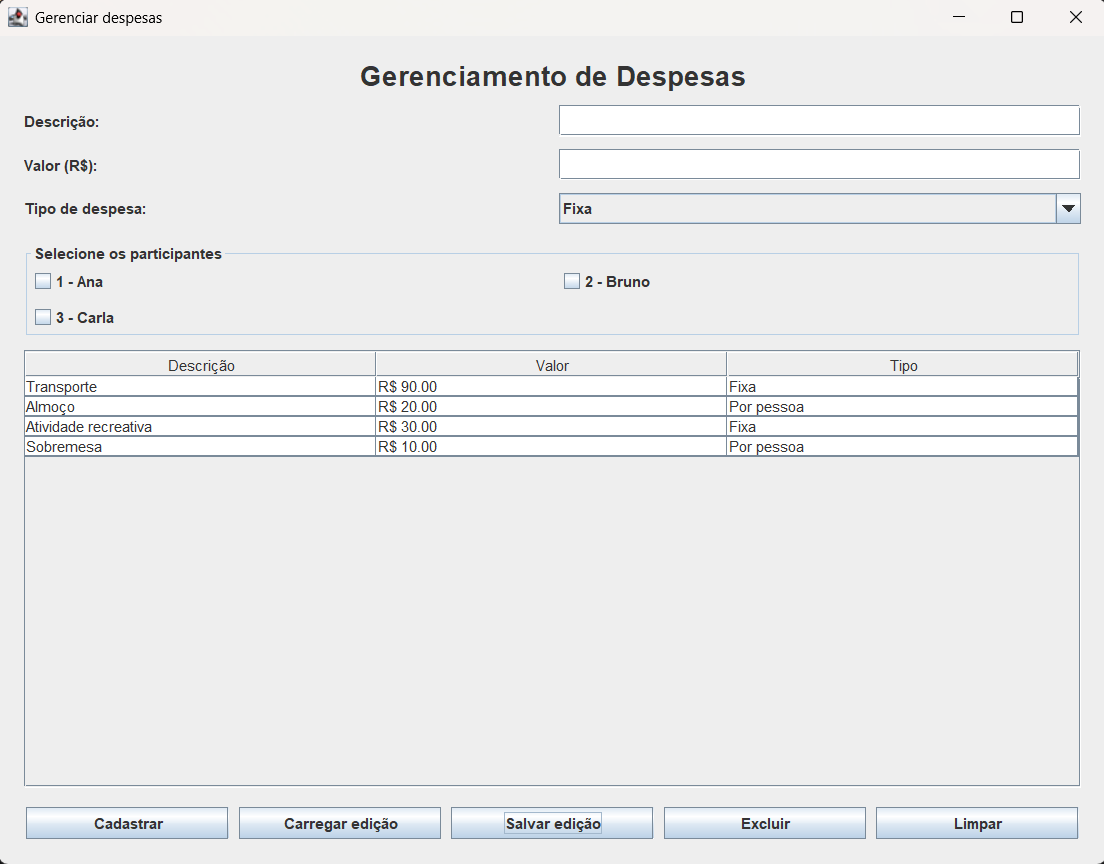 Gerenciar despesas
Gerenciamento de Despesas
Descrição:
Valor (R$):
Tipo de despesa: Fixa
Selecione os participantes
1 - Ana 2 - Bruno
3 - Carla
Descrição Valor Tipo
Transporte R$ 90.00 Fixa
Almoço R$ 20.00 Por pessoa
Atividade recreativa R$ 30.00 Fixa
Sobremesa R$ 10.00 Por pessoa
Cadastrar Carregar edição Salvar edição Excluir Limpar